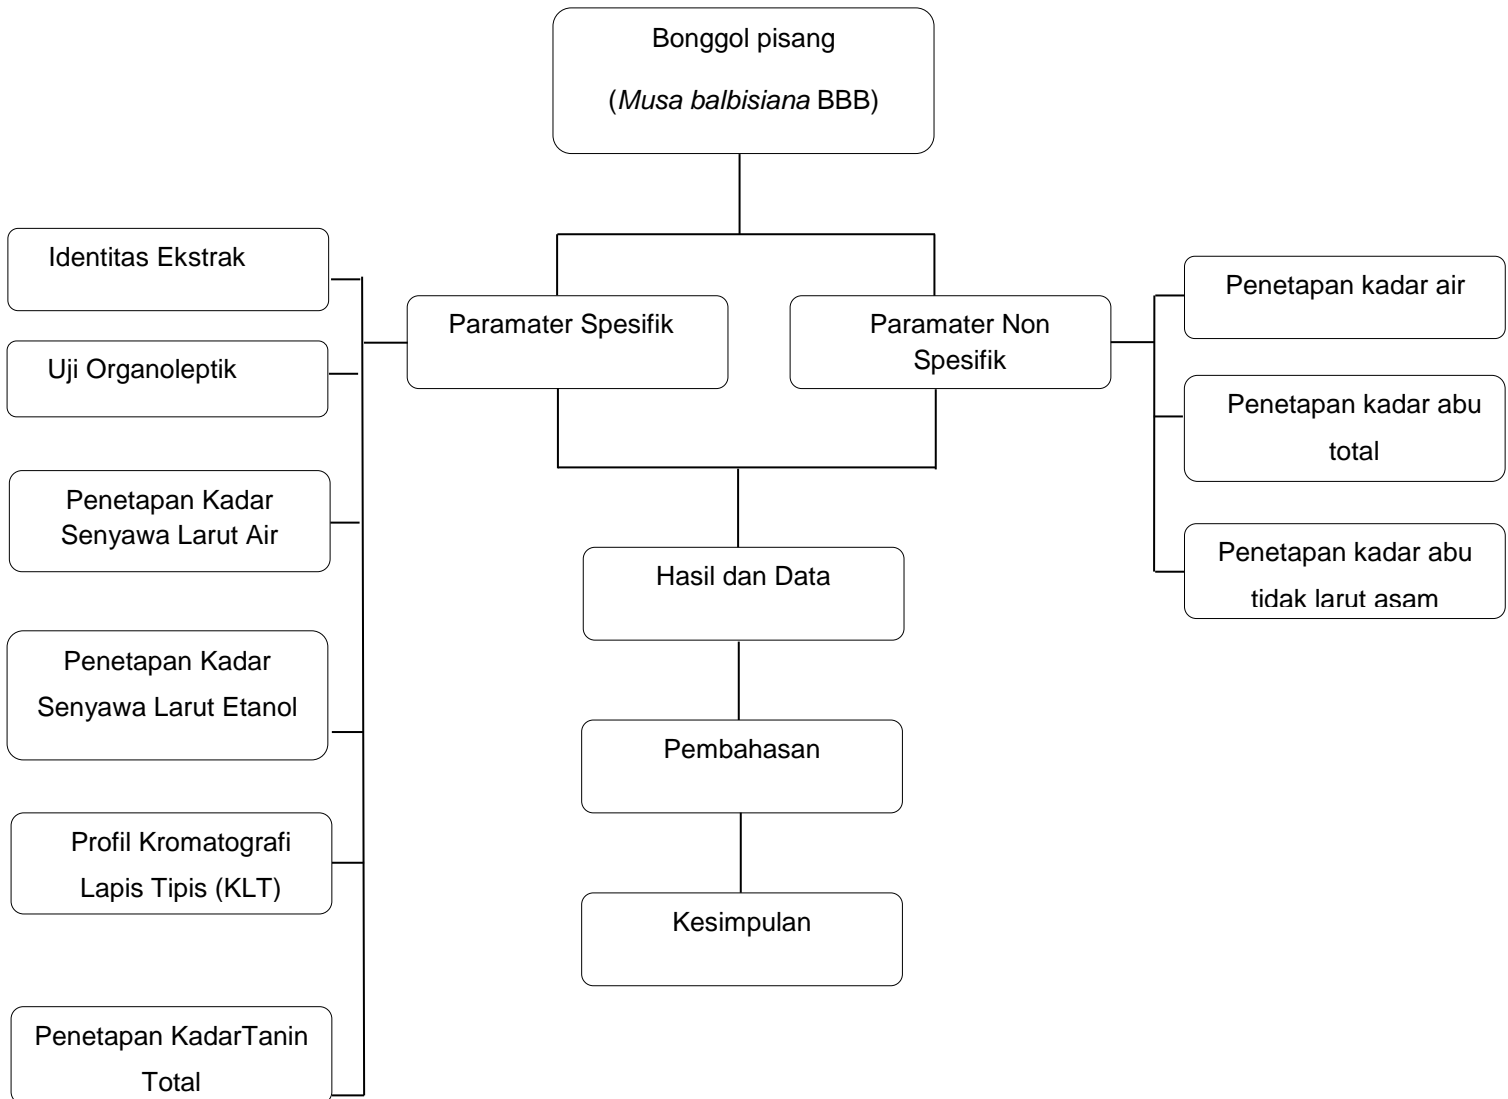 Bonggol pisang
(Musa balbisiana BBB)
Identitas Ekstrak
Uji Organoleptik
Penetapan Kadar
Senyawa Larut Air
Penetapan Kadar
Senyawa Larut Etanol
Profil Kromatografi
Lapis Tipis (KLT)
Penetapan KadarTanin
Total
Paramater Spesifik
Paramater Non
Spesifik
Penetapan kadar air
Penetapan kadar abu
total
Penetapan kadar abu
tidak larut asam
Hasil dan Data
Pembahasan
Kesimpulan